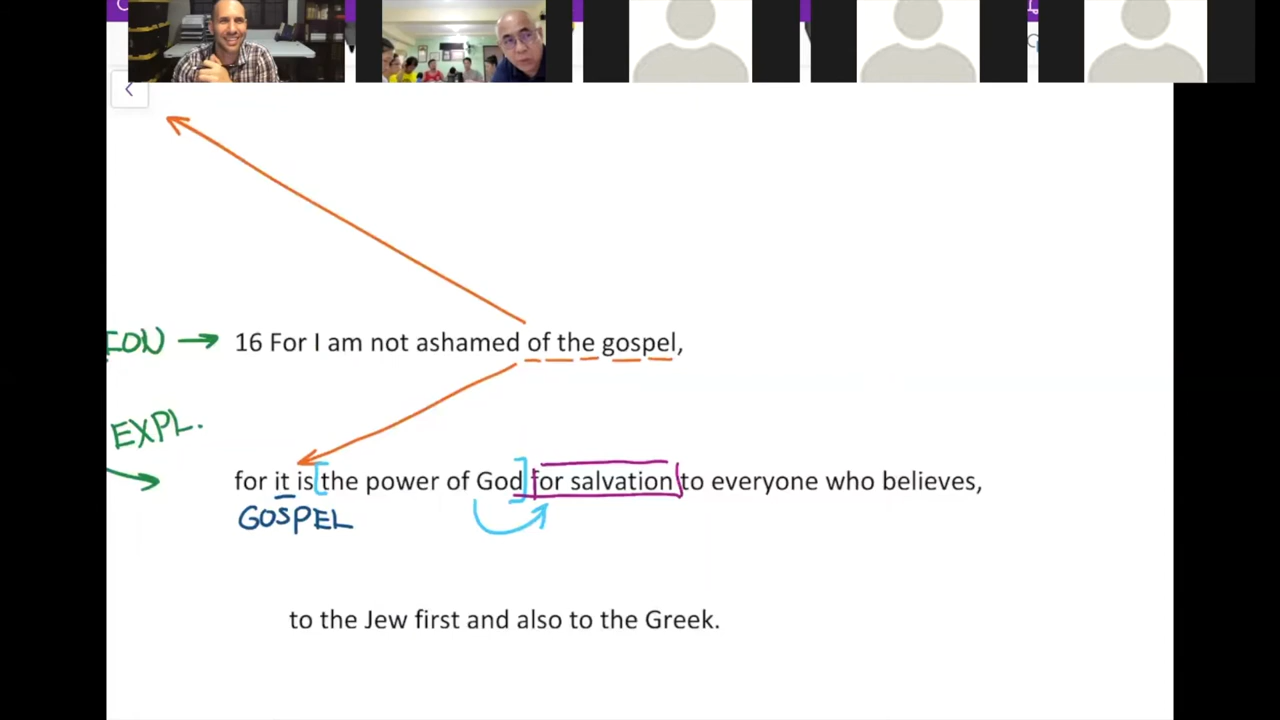 16 For I am not ashamed of the gospel,
EXPL.
for it is [the power of God] for salvation to everyone who believes,
GOSPEL
to the Jew first and also to the Greek.